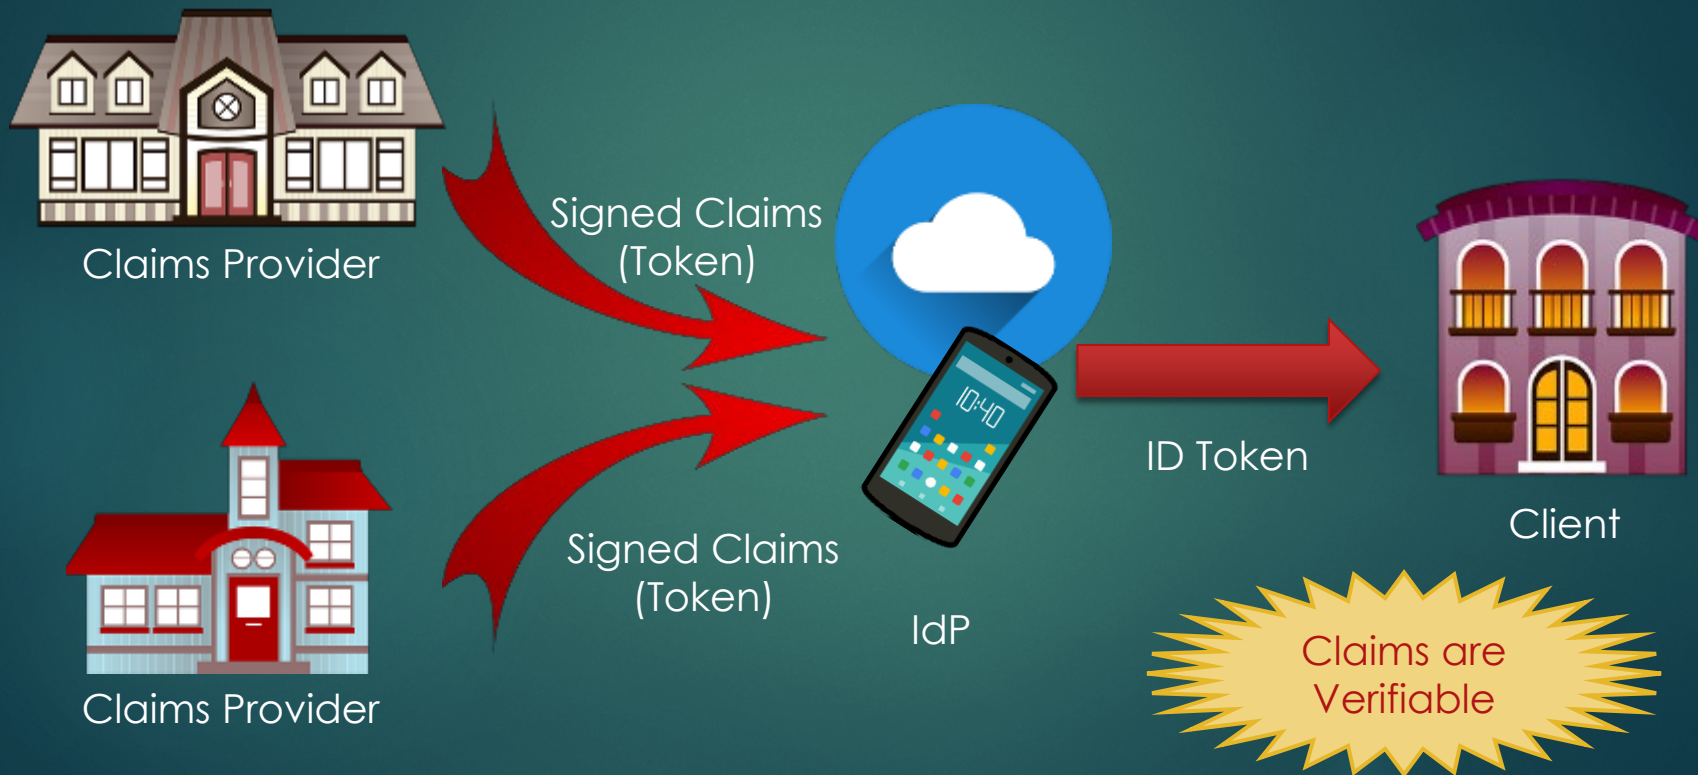 Claims Provider
Signed Claims
(Token)
10:40
ID Token
Client
Signed Claims
(Token)
IdP
Claims Provider
Claims are
Verifiable